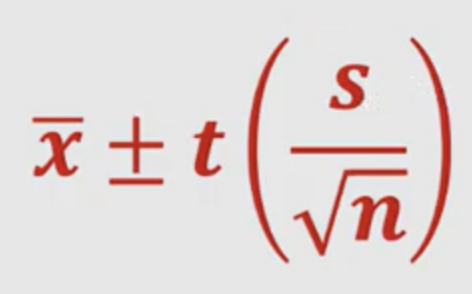 x̄ ± t(s/√n)